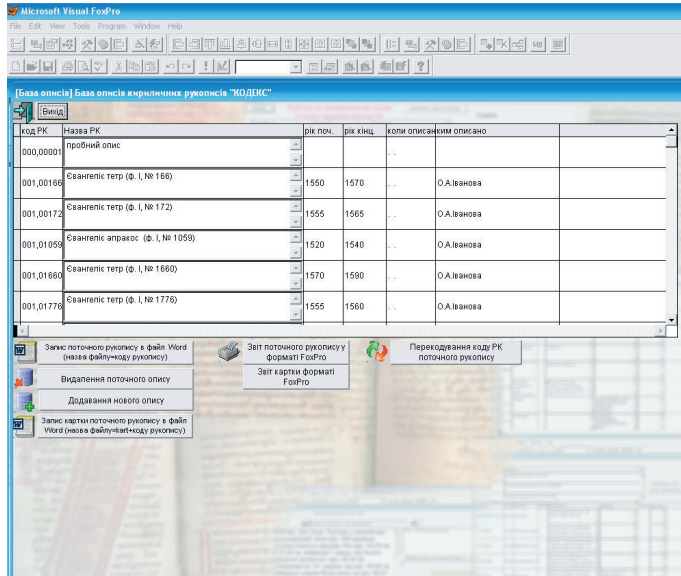 Microsoft Visual FoxPro
File Edit View Tools Program Window Help
[База описів] База описів кириличних рукописів "КОДЕКС"
Вихід
код РК Назва РК рік поч. рік кінц. коли описан ким описано
000,00001 пробний опис . .
001,00166 Євангеліє тетр (ф. І, № 166) 1550 1570 . . О.А.Іванова
001,00172 Євангеліє тетр (ф. І, № 172) 1555 1565 . . О.А.Іванова
001,01059 Євангеліє апракос (ф. І, № 1059) 1520 1540 . . О.А.Іванова
001,01660 Євангеліє тетр (ф. І, № 1660) 1570 1590 . . О.А.Іванова
001,01776 Євангеліє тетр (ф. І, № 1776) 1555 1560 . . О.А.Іванова
Запис поточного рукопису в файл Word
(назва файлу=коду рукопису)
Звіт поточного рукопису у
форматі FoxPro
Перекодування коду РК
поточного рукопису
Видалення поточного опису
Звіт картки форматі
FoxPro
Додавання нового опису
Запис картки поточного рукопису в файл
Word (назва файлу=kart+коду рукопису)